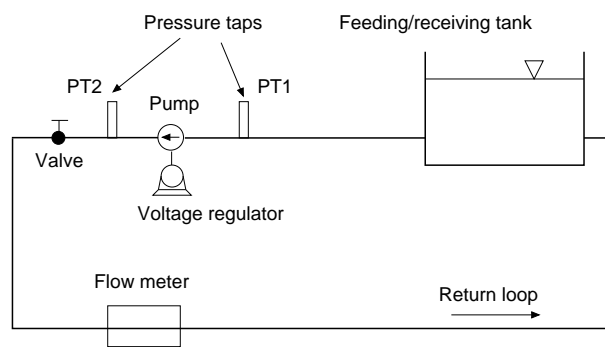 Pressure taps
Feeding/receiving tank
PT2
PT1
Pump
Valve
Voltage regulator
Flow meter
Return loop